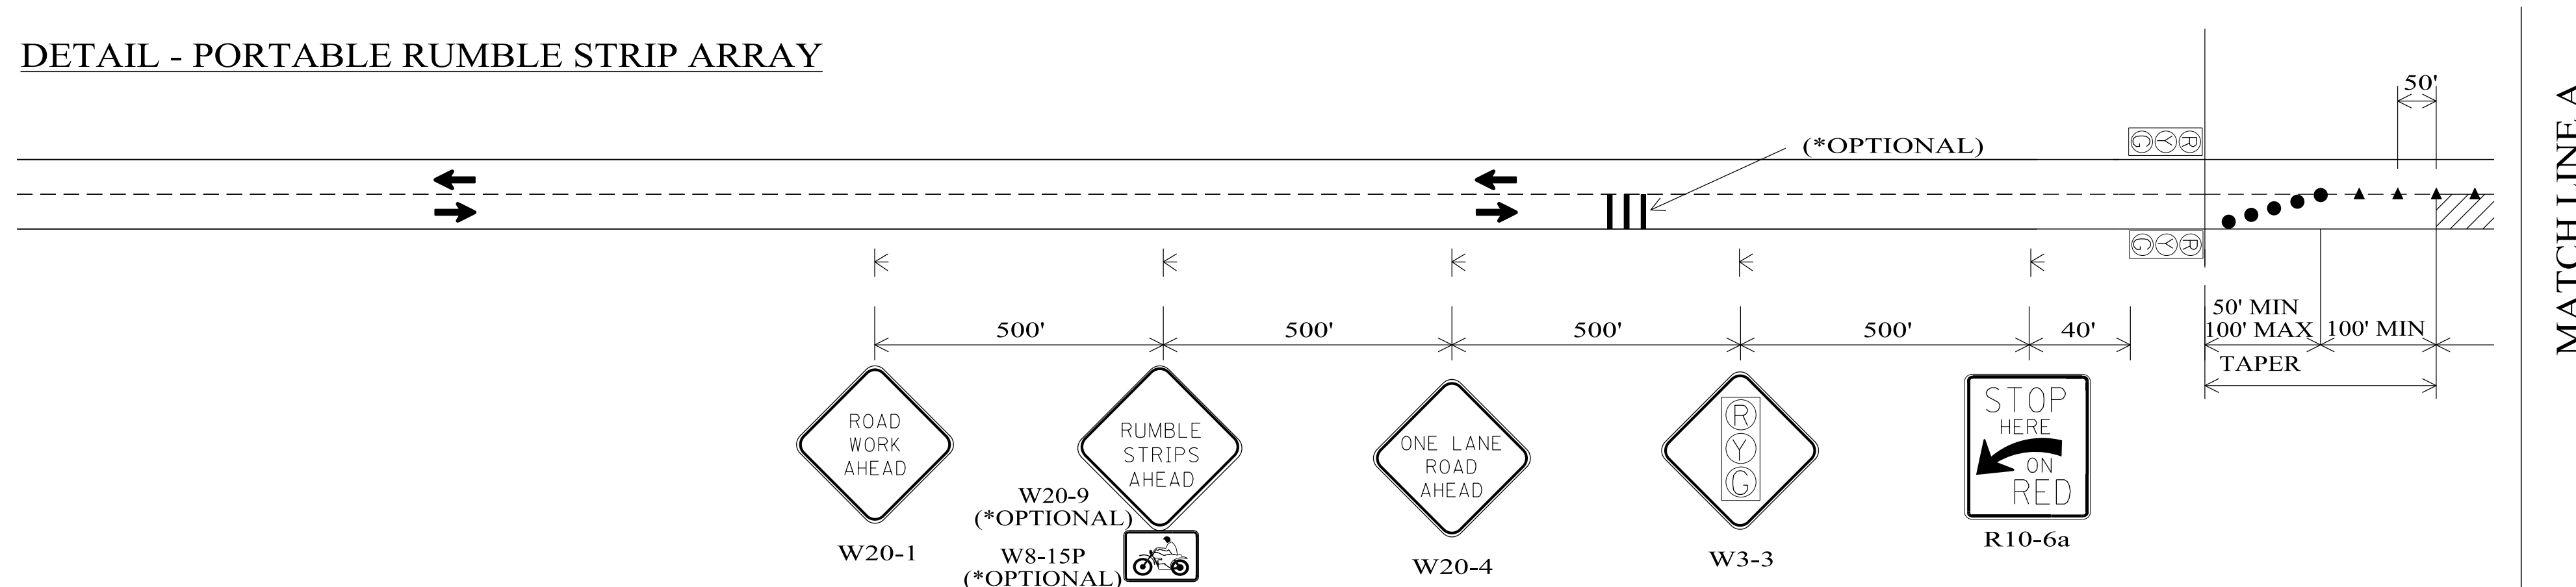 DETAIL - PORTABLE RUMBLE STRIP ARRAY
50'
(*OPTIONAL)
R Y G
R Y G
MATCH LINE A
500'
500'
500'
500'
40'
50' MIN
100' MAX
100' MIN
TAPER
ROAD
WORK
AHEAD
W20-1
RUMBLE
STRIPS
AHEAD
W20-9
(*OPTIONAL)
W8-15P
(*OPTIONAL)
ONE LANE
ROAD
AHEAD
W20-4
R
Y
G
W3-3
STOP
HERE
ON
RED
R10-6a